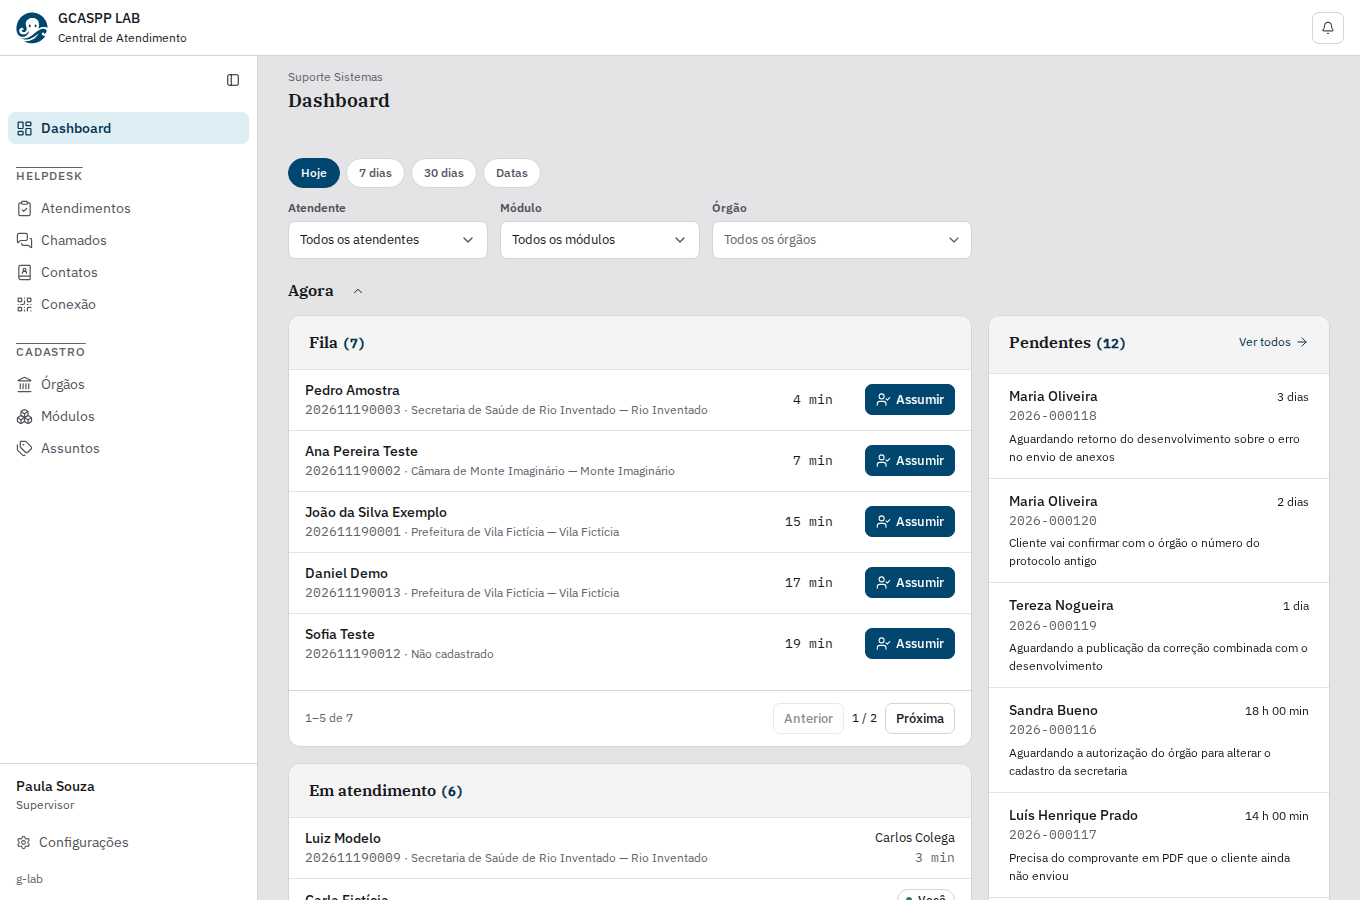 GCASPP LAB
Central de Atendimento
Dashboard
HELPDESK
Atendimentos
Chamados
Contatos
Conexão
CADASTRO
Órgãos
Módulos
Assuntos
Paula Souza
Supervisor
Configurações
g-lab
Suporte Sistemas
Dashboard
Hoje 7 dias 30 dias Datas
Atendente Módulo Órgão
Todos os atendentes Todos os módulos Todos os órgãos
Agora
Fila (7)
Pedro Amostra
202611190003 · Secretaria de Saúde de Rio Inventado — Rio Inventado
4 min Assumir
Ana Pereira Teste
202611190002 · Câmara de Monte Imaginário — Monte Imaginário
7 min Assumir
João da Silva Exemplo
202611190001 · Prefeitura de Vila Fictícia — Vila Fictícia
15 min Assumir
Daniel Demo
202611190013 · Prefeitura de Vila Fictícia — Vila Fictícia
17 min Assumir
Sofia Teste
202611190012 · Não cadastrado
19 min Assumir
1–5 de 7 Anterior 1 / 2 Próxima
Em atendimento (6)
Luiz Modelo Carlos Colega
202611190009 · Secretaria de Saúde de Rio Inventado — Rio Inventado 3 min
Carla Fictícia Você
Pendentes (12) Ver todos
Maria Oliveira 3 dias
2026-000118
Aguardando retorno do desenvolvimento sobre o erro
no envio de anexos
Maria Oliveira 2 dias
2026-000120
Cliente vai confirmar com o órgão o número do
protocolo antigo
Tereza Nogueira 1 dia
2026-000119
Aguardando a publicação da correção combinada com o
desenvolvimento
Sandra Bueno 18 h 00 min
2026-000116
Aguardando a autorização do órgão para alterar o
cadastro da secretaria
Luís Henrique Prado 14 h 00 min
2026-000117
Precisa do comprovante em PDF que o cliente ainda
não enviou